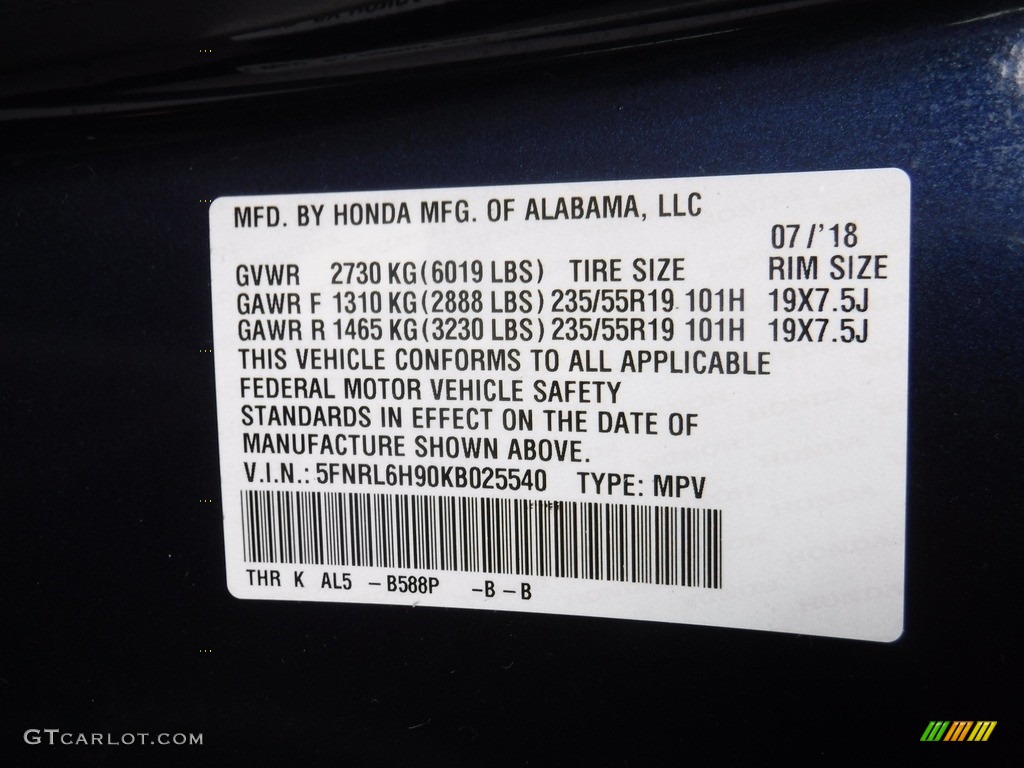 MFD. BY HONDA MFG. OF ALABAMA, LLC
07/'18
GVWR 2730 KG(6019 LBS) TIRE SIZE RIM SIZE
GAWR F 1310 KG(2888 LBS) 235/55R19 101H 19X7.5J
GAWR R 1465 KG(3230 LBS) 235/55R19 101H 19X7.5J
THIS VEHICLE CONFORMS TO ALL APPLICABLE
FEDERAL MOTOR VEHICLE SAFETY
STANDARDS IN EFFECT ON THE DATE OF
MANUFACTURE SHOWN ABOVE.
V.I.N.: 5FNRL6H90KB025540 TYPE: MPV
THR K AL5 -B588P -B-B
GTCARLOT.COM